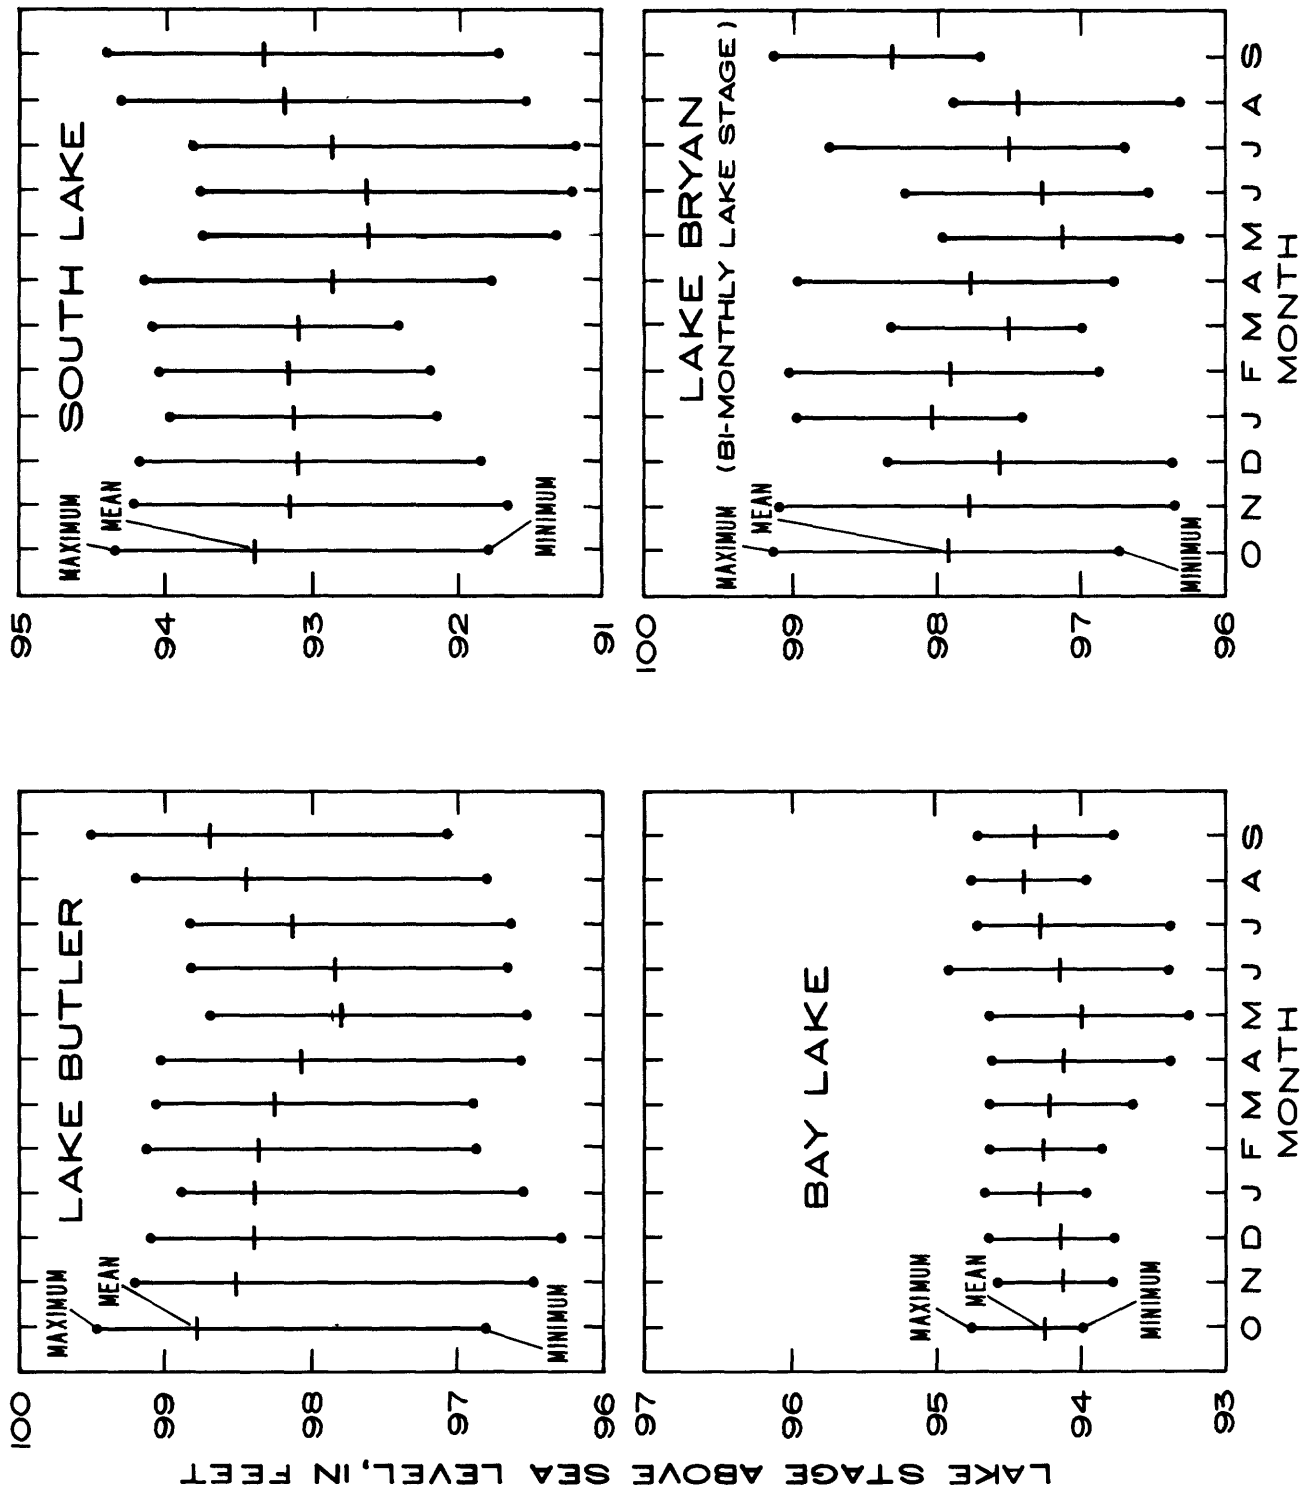 LAKE STAGE ABOVE SEA LEVEL, IN FEET
100
99
98
97
96
LAKE BUTLER
MAXIMUM
MEAN
MINIMUM
95
94
93
92
91
SOUTH LAKE
MAXIMUM
MEAN
MINIMUM
97
96
95
94
93
BAY LAKE
MAXIMUM
MEAN
MINIMUM
O N D J F M A M J J A S
MONTH
100
99
98
97
96
LAKE BRYAN
(BI-MONTHLY LAKE STAGE)
MAXIMUM
MEAN
MINIMUM
O N D J F M A M J J A S
MONTH